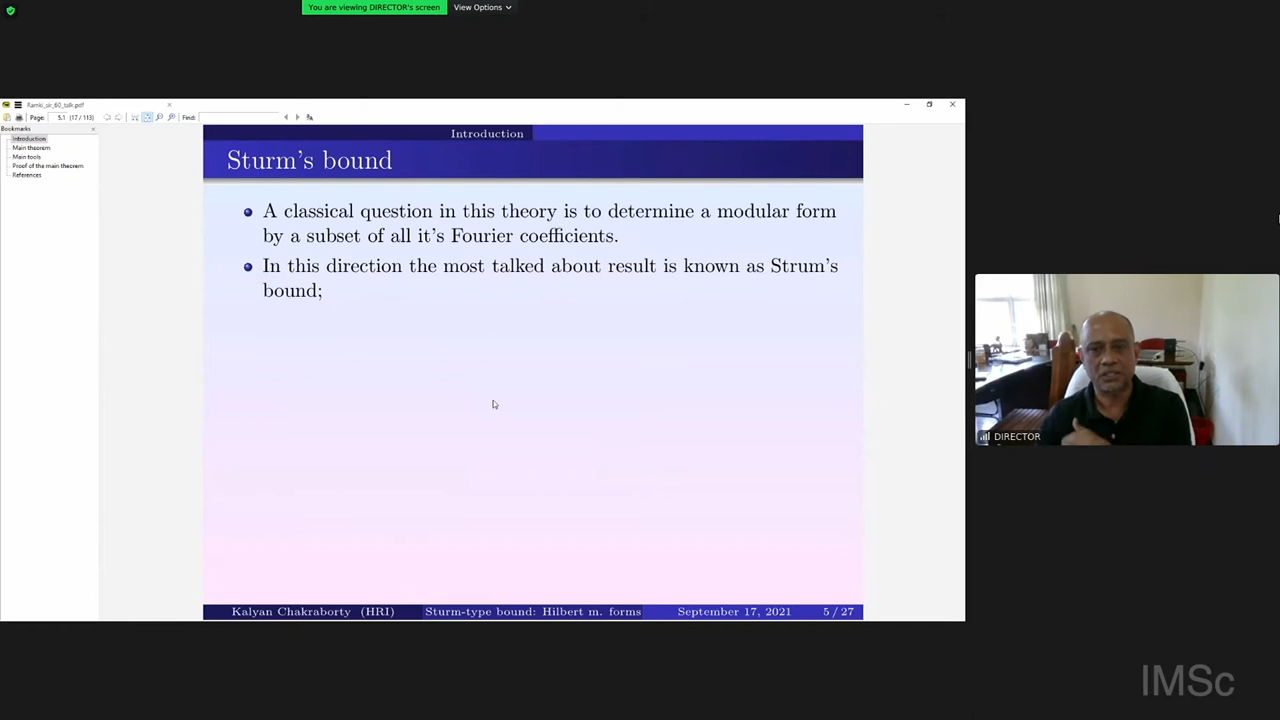 You are viewing DIRECTOR's screen View Options
Ramki_sir_60_talk.pdf
Page: 5.1 (17 / 113) Find:
Bookmarks
Introduction
Main theorem
Main tools
Proof of the main theorem
References
Introduction
Sturm's bound
A classical question in this theory is to determine a modular form
by a subset of all it's Fourier coefficients.
In this direction the most talked about result is known as Strum's
bound;
DIRECTOR
Kalyan Chakraborty (HRI) Sturm-type bound: Hilbert m. forms September 17, 2021 5 / 27
IMSc